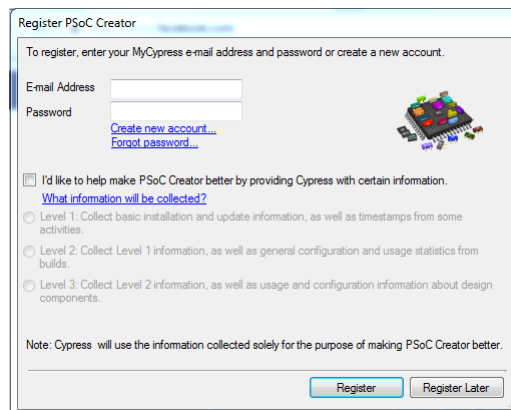 Register PSoC Creator
To register, enter your MyCypress e-mail address and password or create a new account.
E-mail Address
Password
Create new account...
Forgot password...
I'd like to help make PSoC Creator better by providing Cypress with certain information.
What information will be collected?
Level 1: Collect basic installation and update information, as well as timestamps from some
activities.
Level 2: Collect Level 1 information, as well as general configuration and usage statistics from
builds.
Level 3: Collect Level 2 information, as well as usage and configuration information about design
components.
Note: Cypress will use the information collected solely for the purpose of making PSoC Creator better.
Register
Register Later